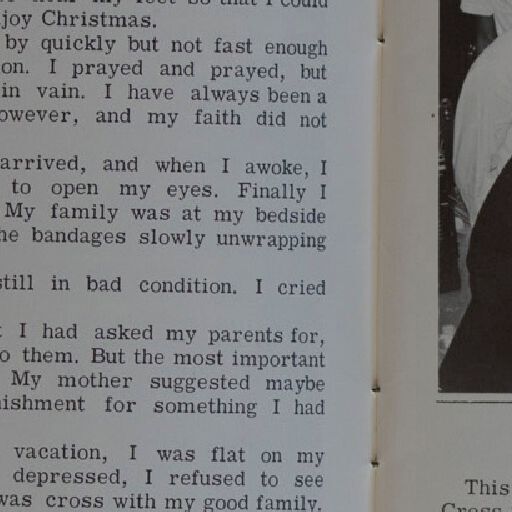 my feet so that I could
joy Christmas.
by quickly but not fast enough
on. I prayed and prayed, but
in vain. I have always been a
owever, and my faith did not
arrived, and when I awoke, I
to open my eyes. Finally I
My family was at my bedside
he bandages slowly unwrapping
still in bad condition. I cried
I had asked my parents for,
o them. But the most important
My mother suggested maybe
nishment for something I had
vacation, I was flat on my
depressed, I refused to see
was cross with my good family.
This
Cross